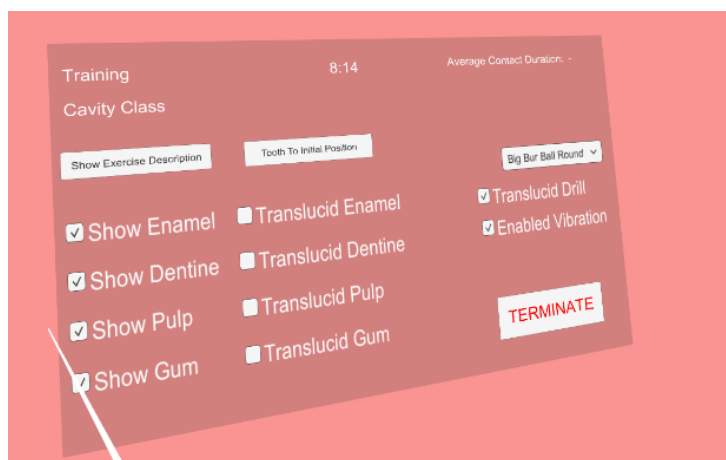 Training
8:14
Average Contact Duration: -
Cavity Class
Show Exercise Description
Tooth To Initial Position
Big Bur Ball Round
Show Enamel
Translucid Enamel
Translucid Drill
Show Dentine
Translucid Dentine
Enabled Vibration
Show Pulp
Translucid Pulp
TERMINATE
Show Gum
Translucid Gum